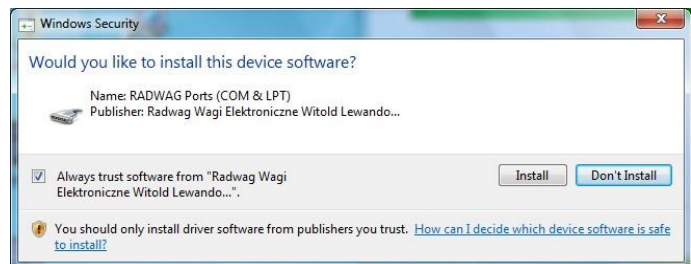 Windows Security
Would you like to install this device software?
Name: RADWAG Ports (COM & LPT)
Publisher: Radwag Wagi Elektroniczne Witold Lewando...
Always trust software from "Radwag Wagi
Elektroniczne Witold Lewando...".
Install
Don't Install
You should only install driver software from publishers you trust. How can I decide which device software is safe
to install?